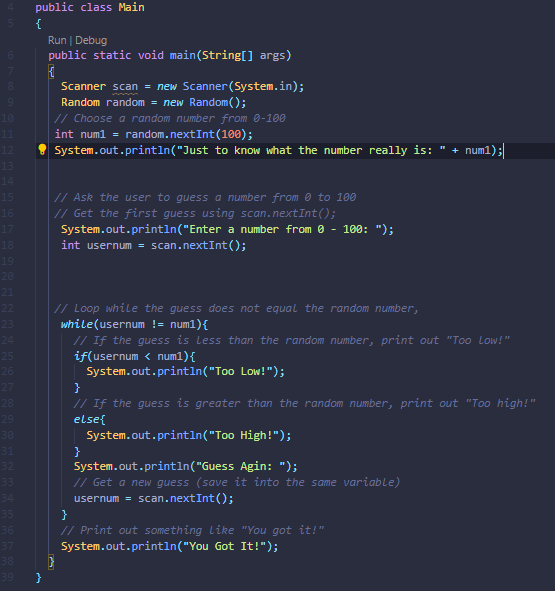 4 public class Main
5 {
Run | Debug
6 public static void main(String[] args)
7 {
8 Scanner scan = new Scanner(System.in);
9 Random random = new Random();
10 // Choose a random number from 0-100
11 int num1 = random.nextInt(100);
12 System.out.println("Just to know what the number really is: " + num1);
13
14
15 // Ask the user to guess a number from 0 to 100
16 // Get the first guess using scan.nextInt();
17 System.out.println("Enter a number from 0 - 100: ");
18 int usernum = scan.nextInt();
19
20
21
22 // Loop while the guess does not equal the random number,
23 while(usernum != num1){
24 // If the guess is less than the random number, print out "Too low!"
25 if(usernum < num1){
26 System.out.println("Too Low!");
27 }
28 // If the guess is greater than the random number, print out "Too high!"
29 else{
30 System.out.println("Too High!");
31 }
32 System.out.println("Guess Agin: ");
33 // Get a new guess (save it into the same variable)
34 usernum = scan.nextInt();
35 }
36 // Print out something like "You got it!"
37 System.out.println("You Got It!");
38 }
39 }